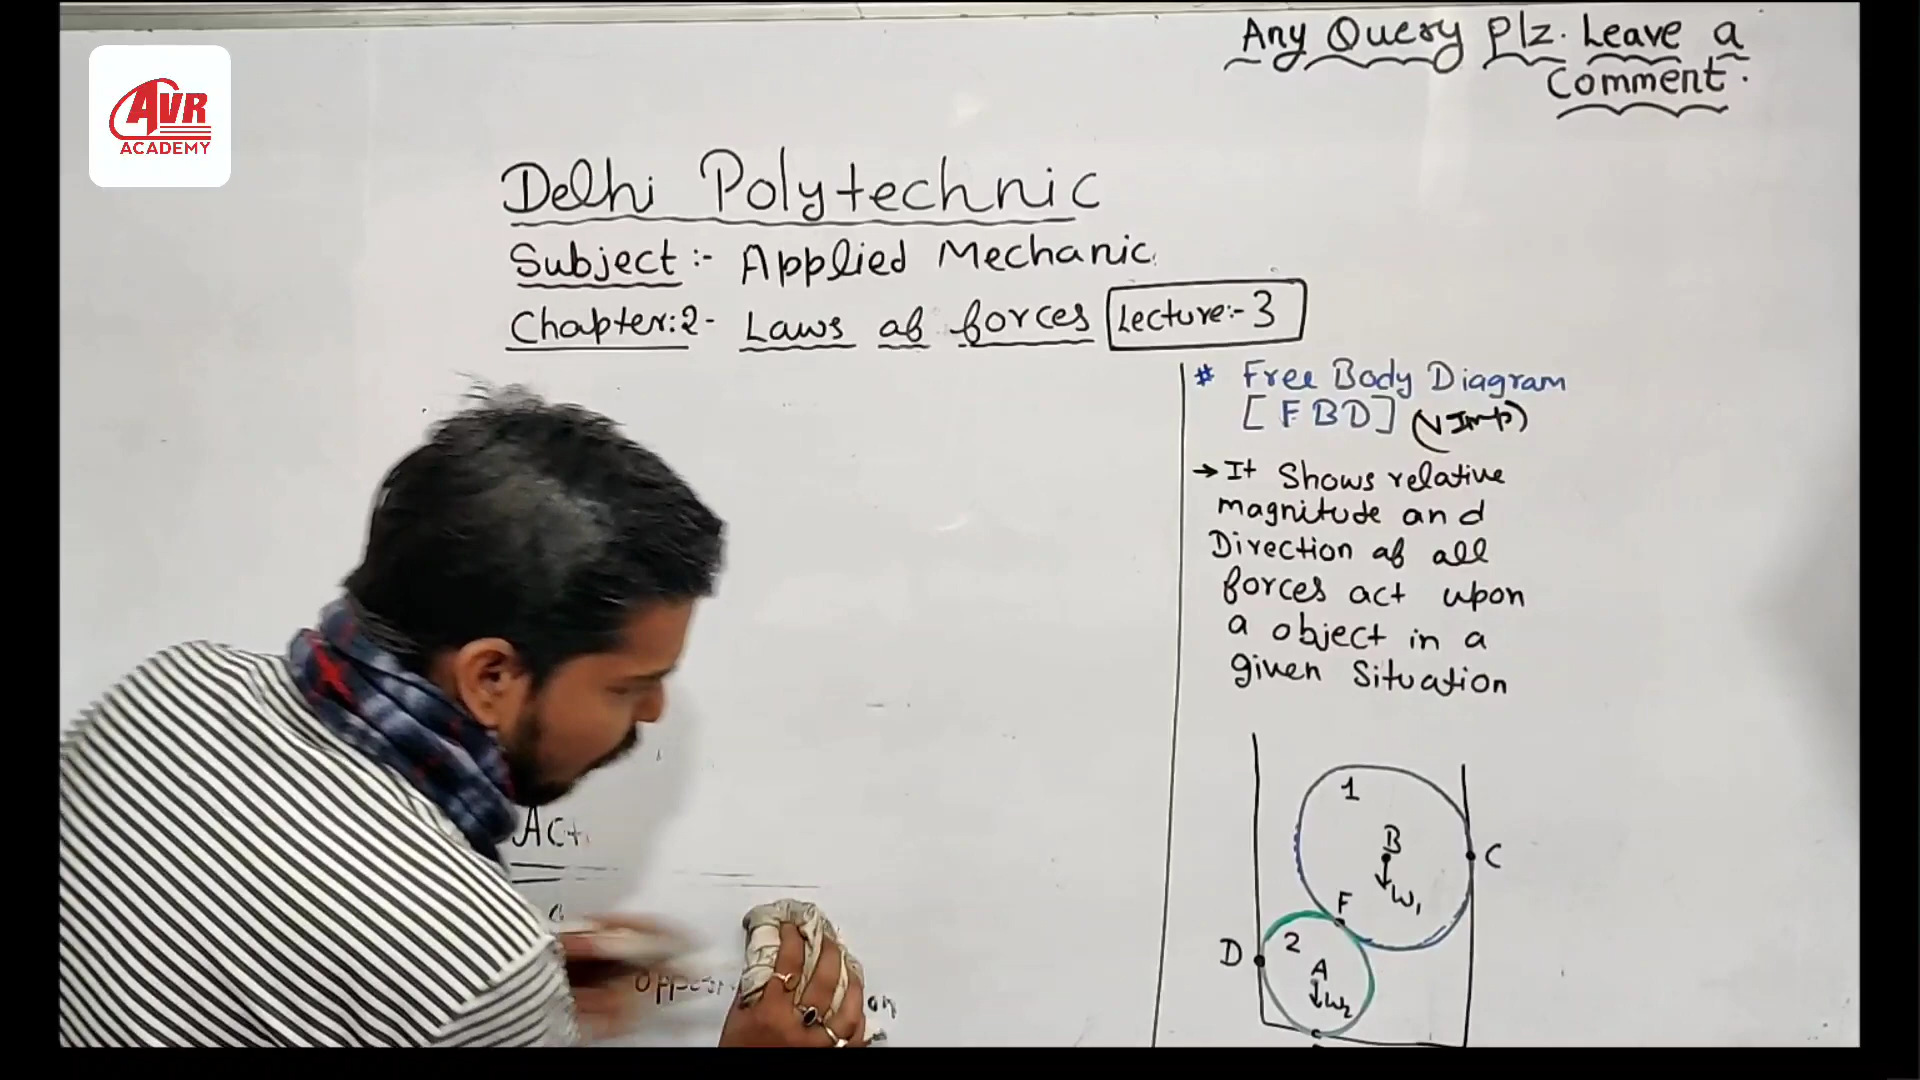 Any Query Plz. Leave a
Comment.
AVR
ACADEMY
Delhi Polytechnic
Subject:- Applied Mechanic
Chapter:2- Laws of forces Lecture:-3
# Free Body Diagram
[FBD] (V Imp)
→ It Shows relative
magnitude and
Direction of all
forces act upon
a object in a
given Situation
1
B
W1
C
F
D
2
A
W2
Act